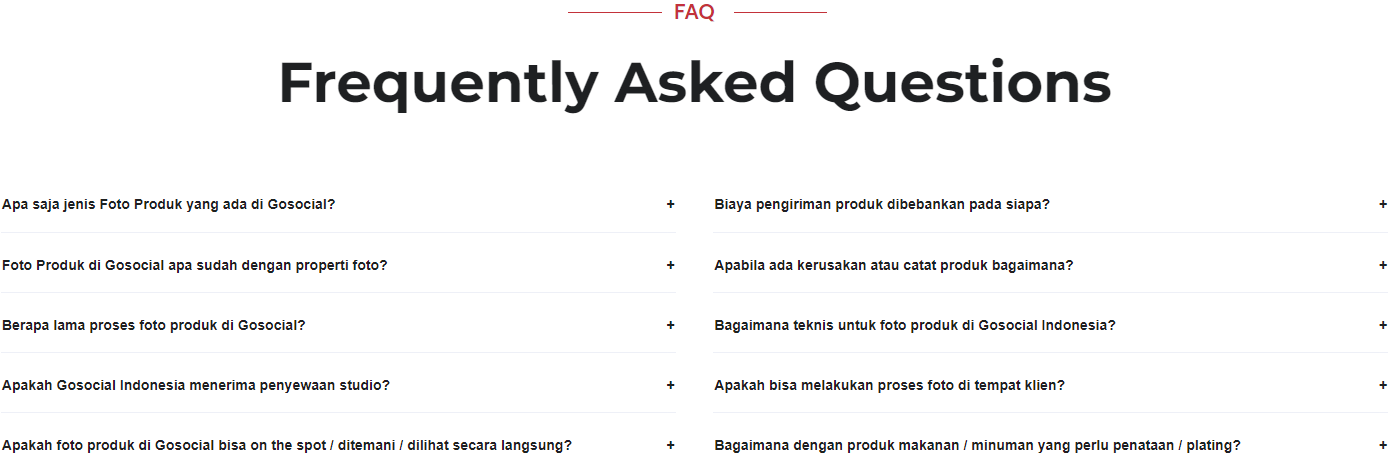 FAQ
Frequently Asked Questions
Apa saja jenis Foto Produk yang ada di Gosocial? +
Foto Produk di Gosocial apa sudah dengan properti foto? +
Berapa lama proses foto produk di Gosocial? +
Apakah Gosocial Indonesia menerima penyewaan studio? +
Apakah foto produk di Gosocial bisa on the spot / ditemani / dilihat secara langsung? +
Biaya pengiriman produk dibebankan pada siapa? +
Apabila ada kerusakan atau catat produk bagaimana? +
Bagaimana teknis untuk foto produk di Gosocial Indonesia? +
Apakah bisa melakukan proses foto di tempat klien? +
Bagaimana dengan produk makanan / minuman yang perlu penataan / plating? +